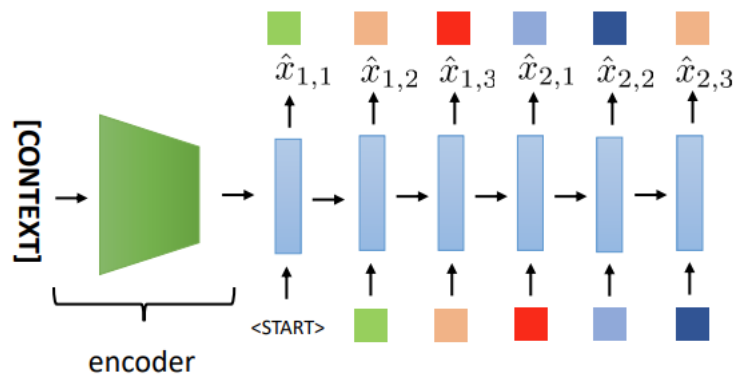 x̂1,1 x̂1,2 x̂1,3 x̂2,1 x̂2,2 x̂2,3
[CONTEXT]
<START>
encoder